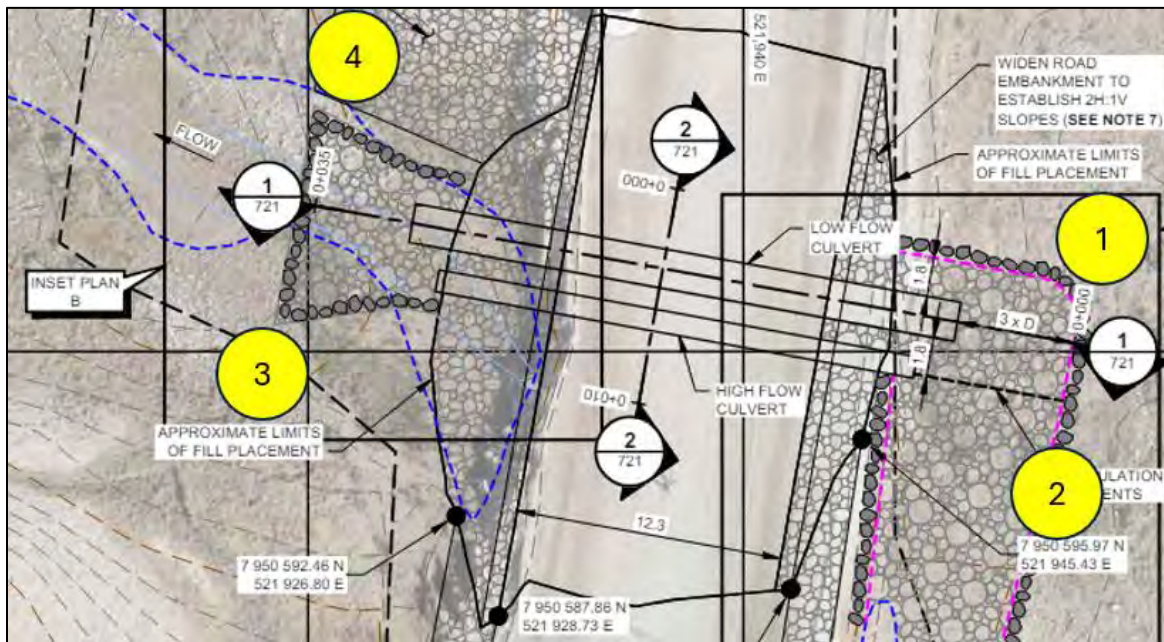 4
521,940 E
WIDEN ROAD
EMBANKMENT TO
ESTABLISH 2H:1V
SLOPES (SEE NOTE 7)
FLOW
2
721
0+000
APPROXIMATE LIMITS
OF FILL PLACEMENT
1
721
0+035
LOW FLOW
CULVERT
1
1.8
INSET PLAN
B
3 x D
0+000
1
721
1.8
3
HIGH FLOW
CULVERT
0+010
APPROXIMATE LIMITS
OF FILL PLACEMENT
2
721
2
12.3
7 950 592.46 N
521 926.80 E
7 950 595.97 N
521 945.43 E
7 950 587.86 N
521 928.73 E